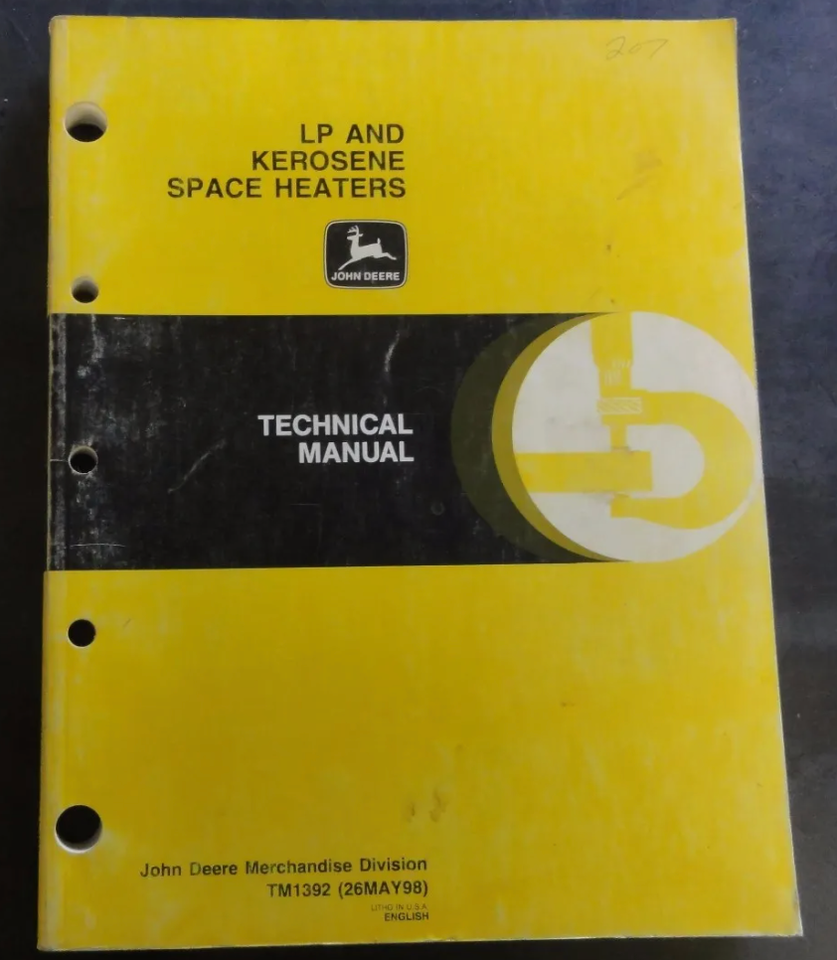 207
LP AND
KEROSENE
SPACE HEATERS
JOHN DEERE
TECHNICAL
MANUAL
John Deere Merchandise Division
TM1392 (26MAY98)
LITHO IN U.S.A.
ENGLISH